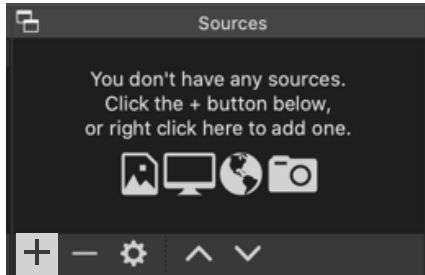 Sources
You don't have any sources.
Click the + button below,
or right click here to add one.